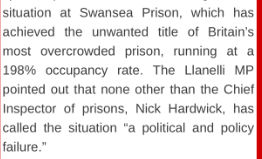 situation at Swansea Prison, which has
achieved the unwanted title of Britain's
most overcrowded prison, running at a
198% occupancy rate. The Llanelli MP
pointed out that none other than the Chief
Inspector of prisons, Nick Hardwick, has
called the situation “a political and policy
failure.”